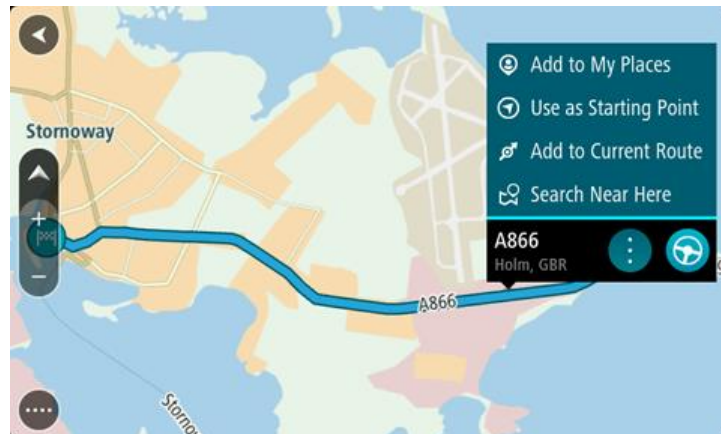 Add to My Places
Use as Starting Point
Stornoway
Add to Current Route
Search Near Here
A866
Holm, GBR
A866
Storno